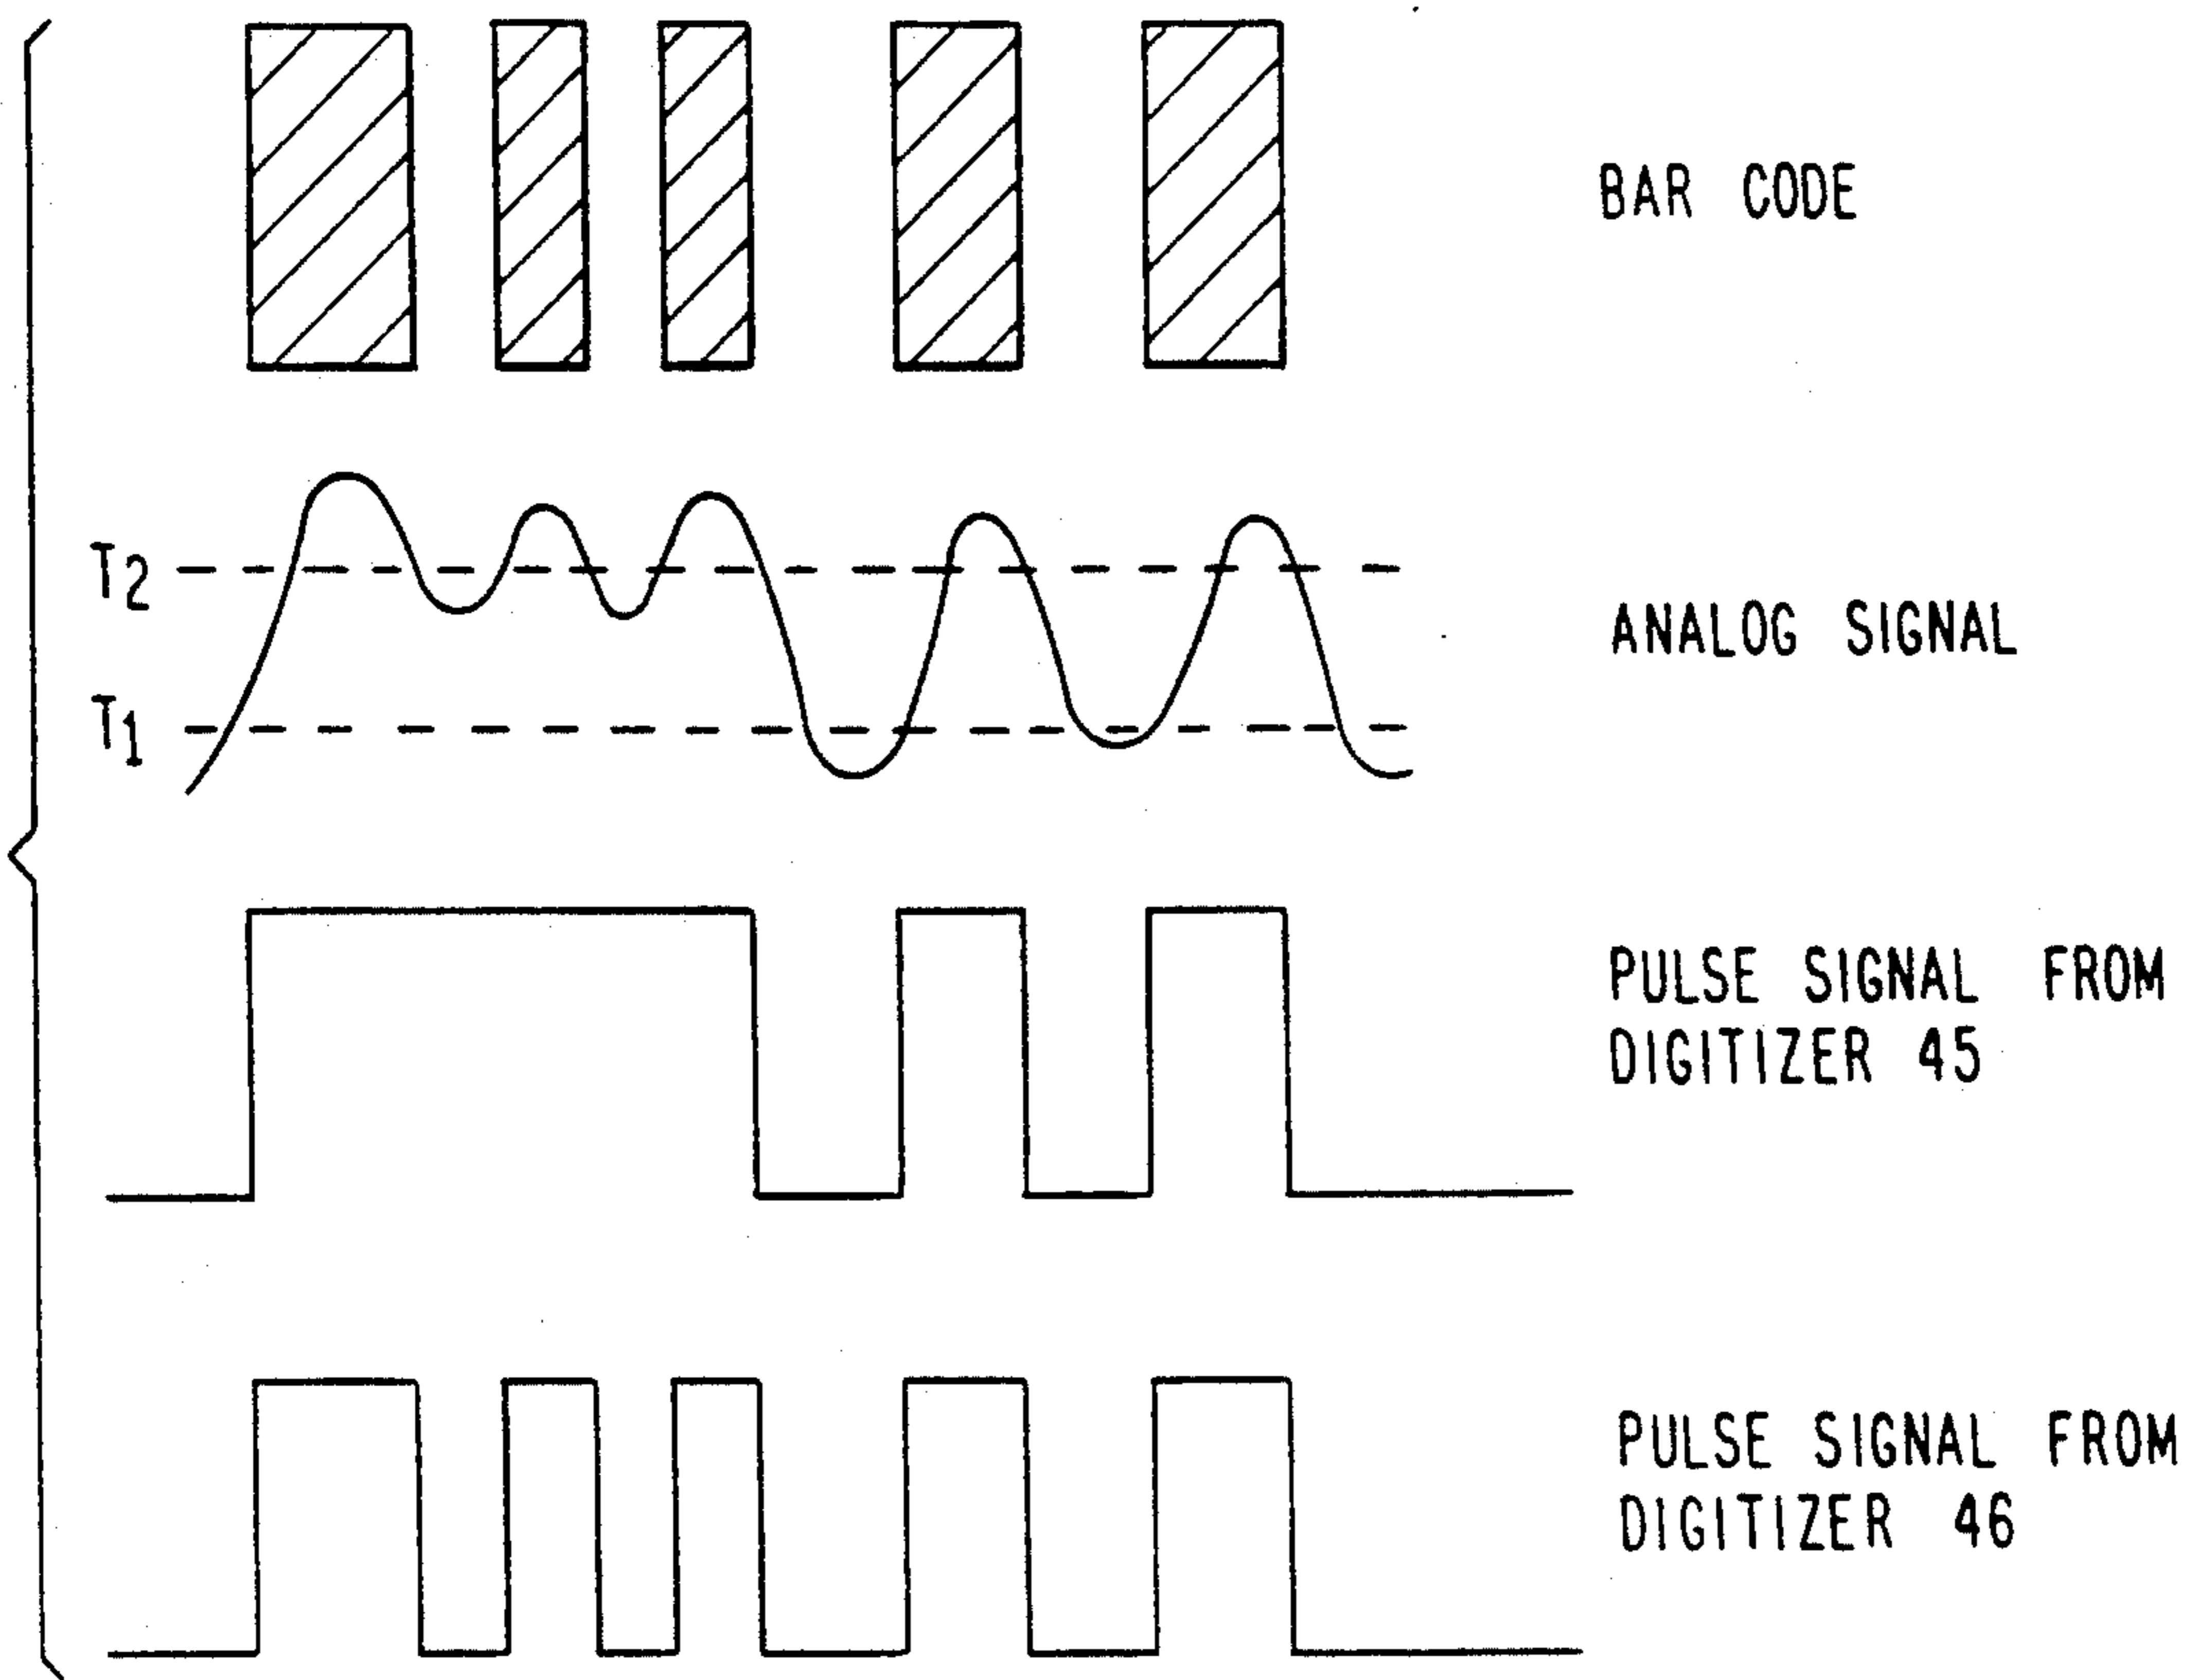 BAR CODE
T2
ANALOG SIGNAL
T1
PULSE SIGNAL FROM
DIGITIZER 45
PULSE SIGNAL FROM
DIGITIZER 46